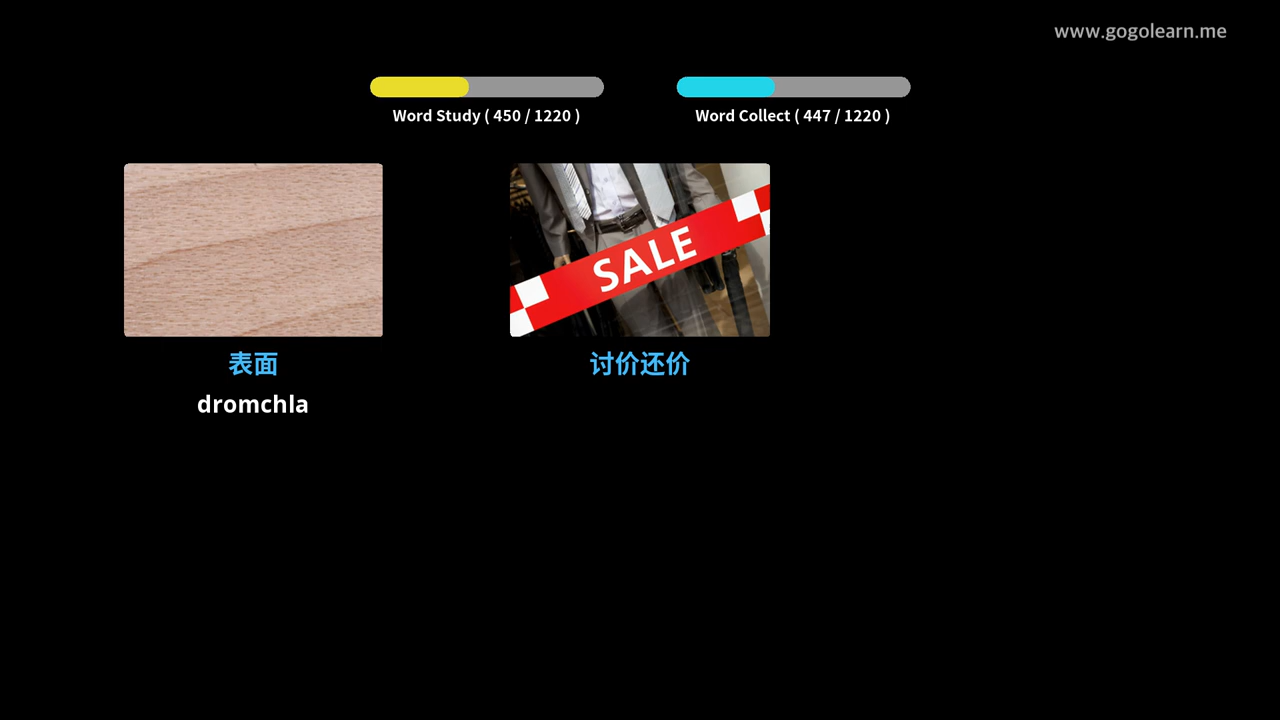 www.gogolearn.me
Word Study ( 450 / 1220 )
Word Collect ( 447 / 1220 )
SALE
表面
讨价还价
dromchla